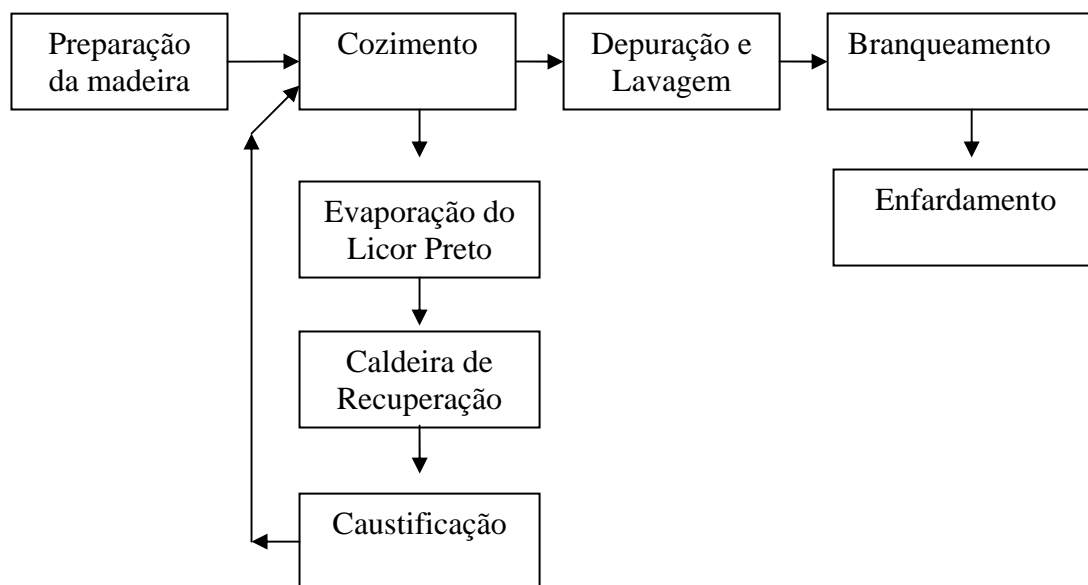 Preparação
da madeira
Cozimento
Depuração e
Lavagem
Branqueamento
Evaporação do
Licor Preto
Enfardamento
Caldeira de
Recuperação
Caustificação